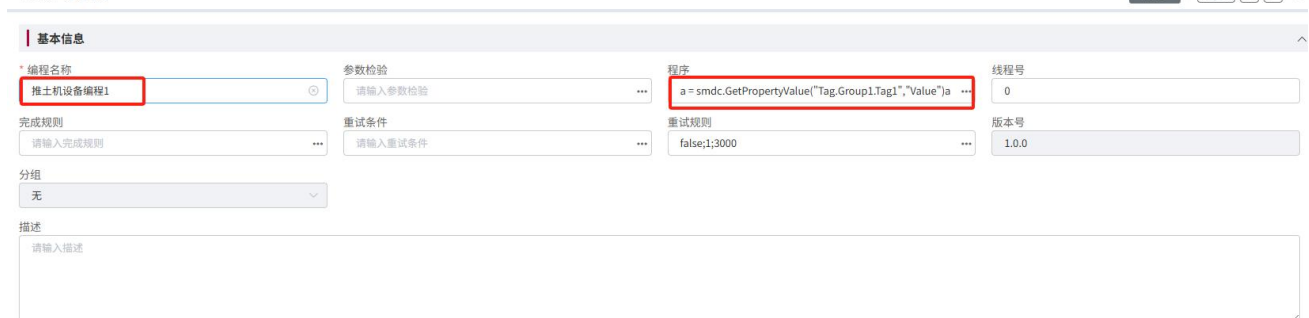 基本信息
* 编程名称 参数检验 程序 线程号
推土机设备编程1 请输入参数检验 ... a = smdc.GetPropertyValue("Tag.Group1.Tag1","Value")a ... 0
完成规则 重试条件 重试规则 版本号
请输入完成规则 ... 请输入重试条件 ... false;1;3000 ... 1.0.0
分组
无
描述
请输入描述